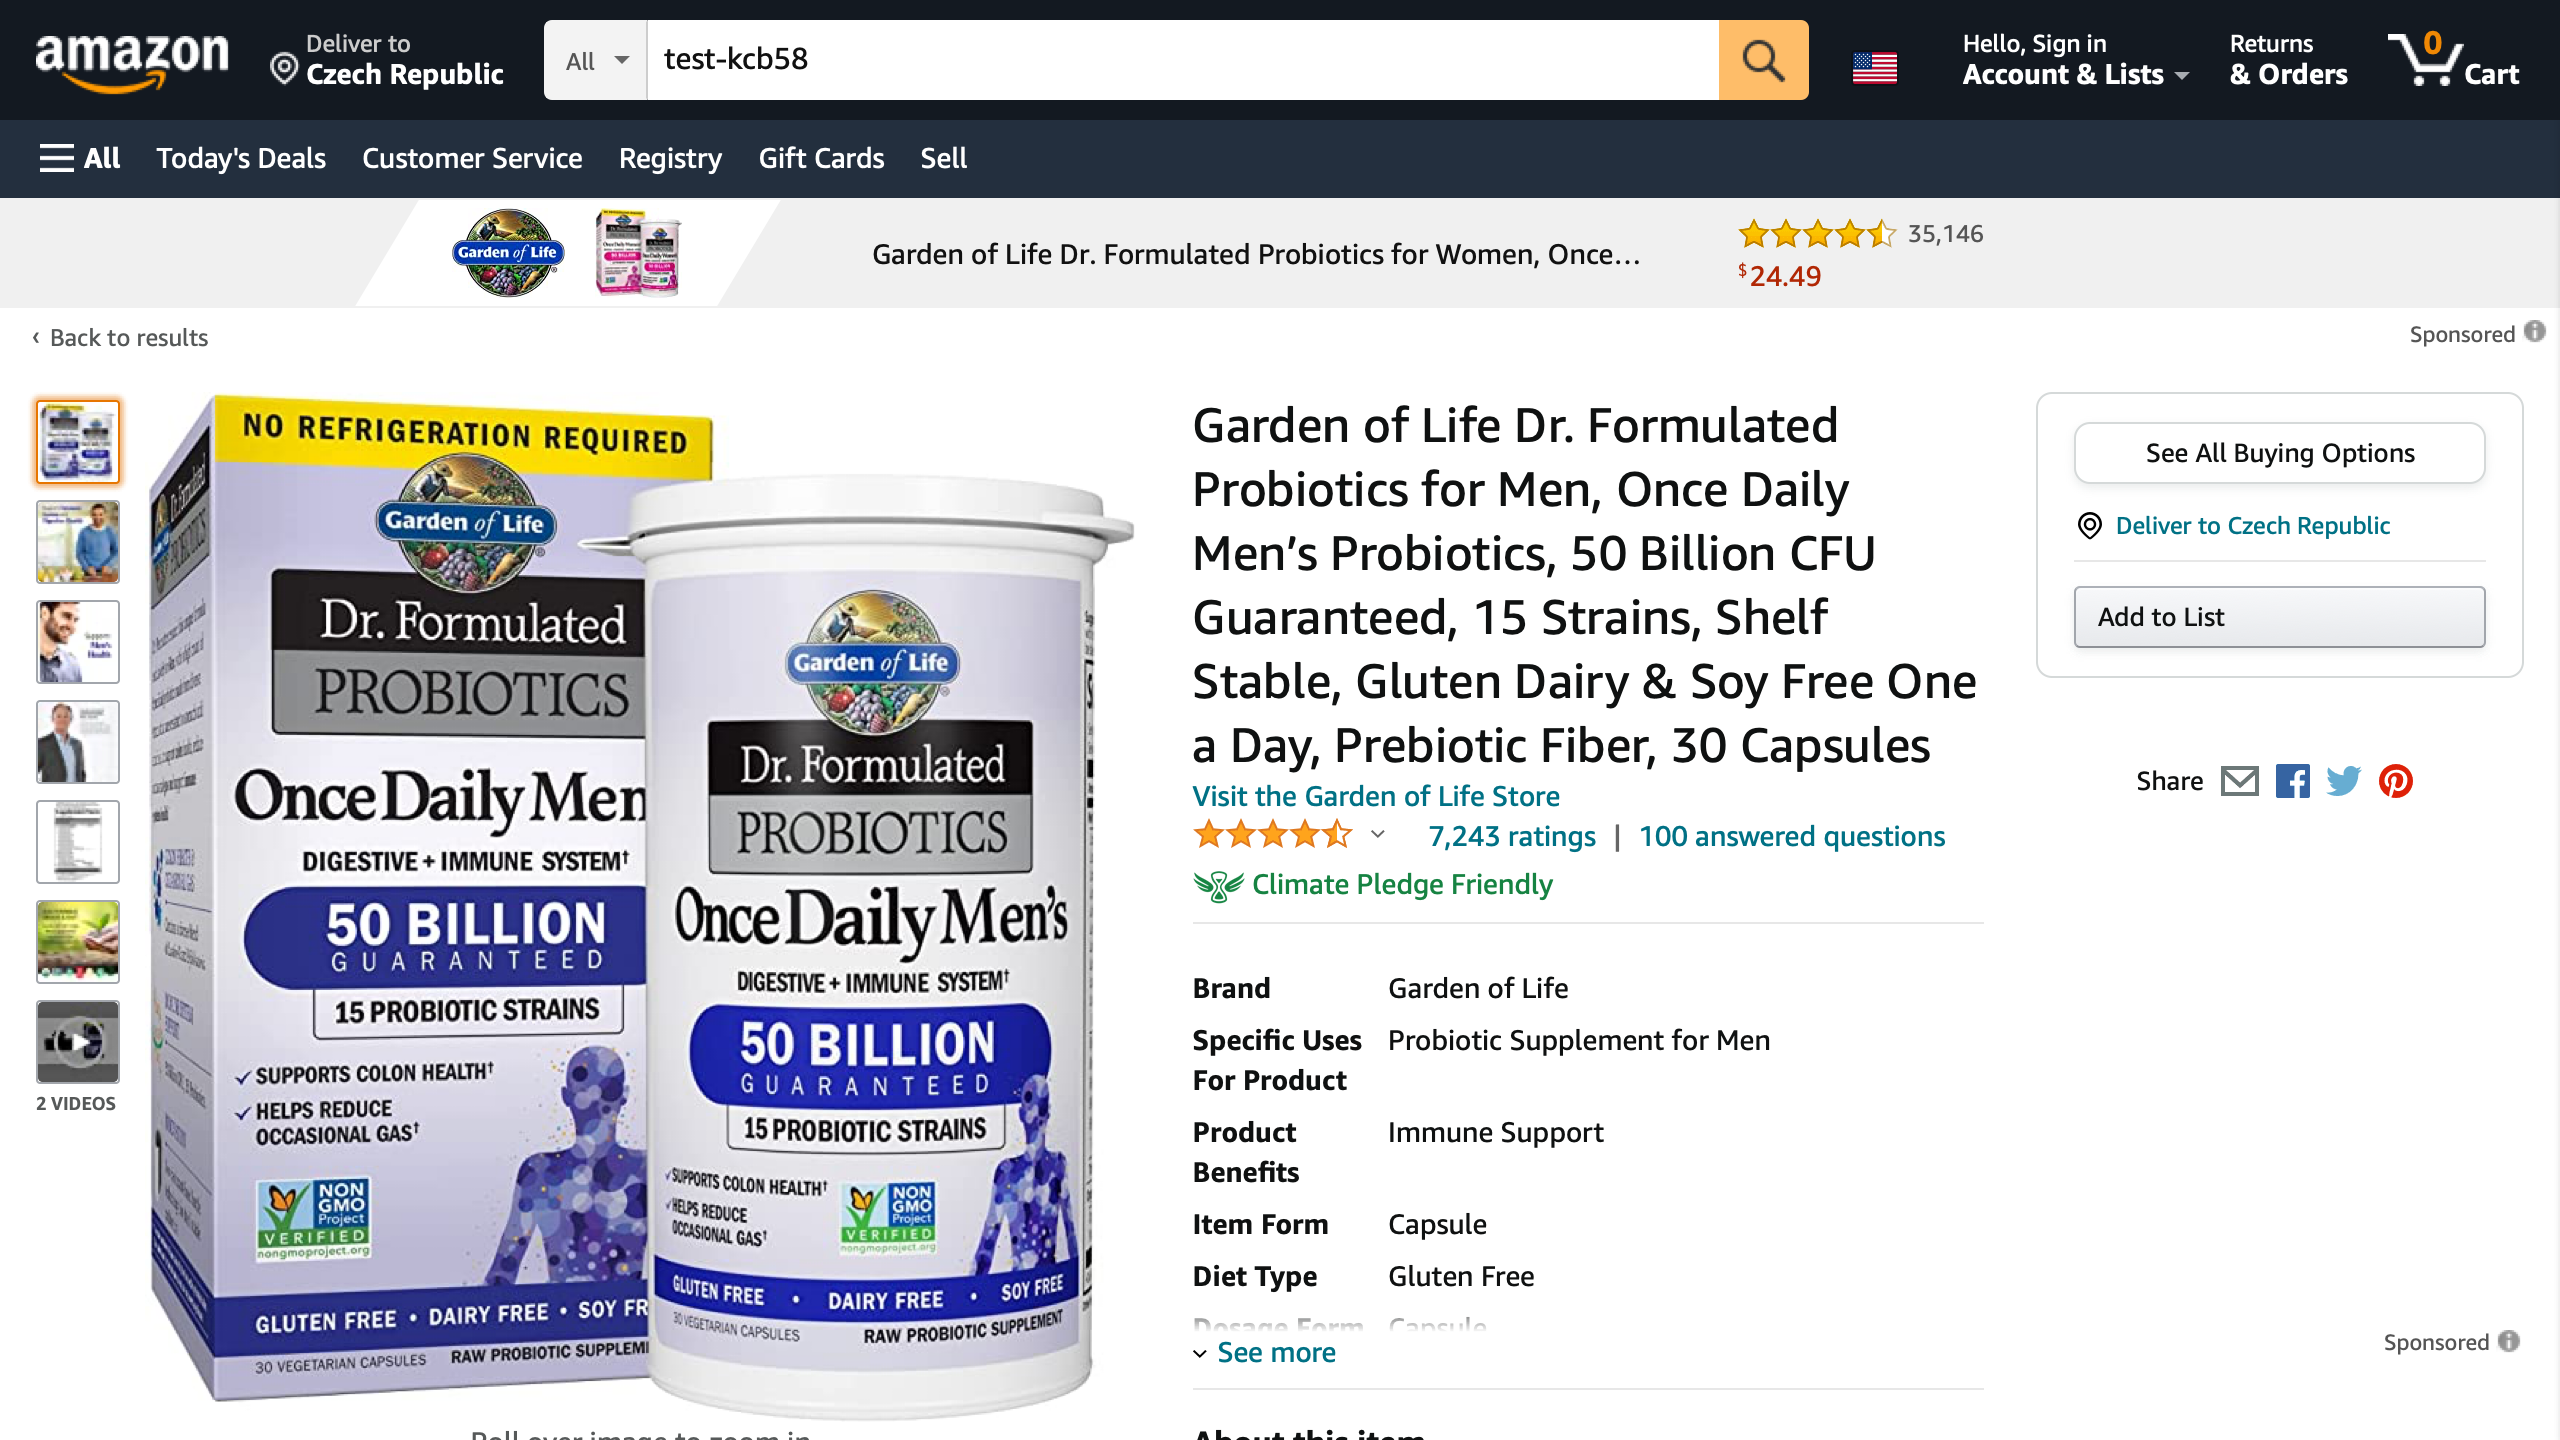 amazon
Deliver to
Czech Republic
All
test-kcb58
Hello, Sign in
Account & Lists
Returns
& Orders
0
Cart
All
Today's Deals
Customer Service
Registry
Gift Cards
Sell
Garden of Life
Garden of Life Dr. Formulated Probiotics for Women, Once...
35,146
$24.49
‹ Back to results
Sponsored
NO REFRIGERATION REQUIRED
Garden of Life
Dr. Formulated
PROBIOTICS
Once Daily Men
DIGESTIVE + IMMUNE SYSTEM†
50 BILLION
GUARANTEED
15 PROBIOTIC STRAINS
SUPPORTS COLON HEALTH†
HELPS REDUCE
OCCASIONAL GAS†
NON
GMO
Project
VERIFIED
nongmoproject.org
GLUTEN FREE • DAIRY FREE • SOY FR
30 VEGETARIAN CAPSULES
RAW PROBIOTIC SUPPLEM
Garden of Life
Dr. Formulated
PROBIOTICS
Once Daily Men's
DIGESTIVE + IMMUNE SYSTEM†
50 BILLION
GUARANTEED
15 PROBIOTIC STRAINS
SUPPORTS COLON HEALTH†
HELPS REDUCE
OCCASIONAL GAS†
NON
GMO
Project
VERIFIED
nongmoproject.org
GLUTEN FREE • DAIRY FREE • SOY FREE
30 VEGETARIAN CAPSULES
RAW PROBIOTIC SUPPLEMENT
2 VIDEOS
Roll over image to zoom in
Garden of Life Dr. Formulated
Probiotics for Men, Once Daily
Men’s Probiotics, 50 Billion CFU
Guaranteed, 15 Strains, Shelf
Stable, Gluten Dairy & Soy Free One
a Day, Prebiotic Fiber, 30 Capsules
Visit the Garden of Life Store
7,243 ratings | 100 answered questions
Climate Pledge Friendly
Brand Garden of Life
Specific Uses Probiotic Supplement for Men
For Product
Product Immune Support
Benefits
Item Form Capsule
Diet Type Gluten Free
Dosage Form Capsule
See more
About this item
See All Buying Options
Deliver to Czech Republic
Add to List
Share
Sponsored